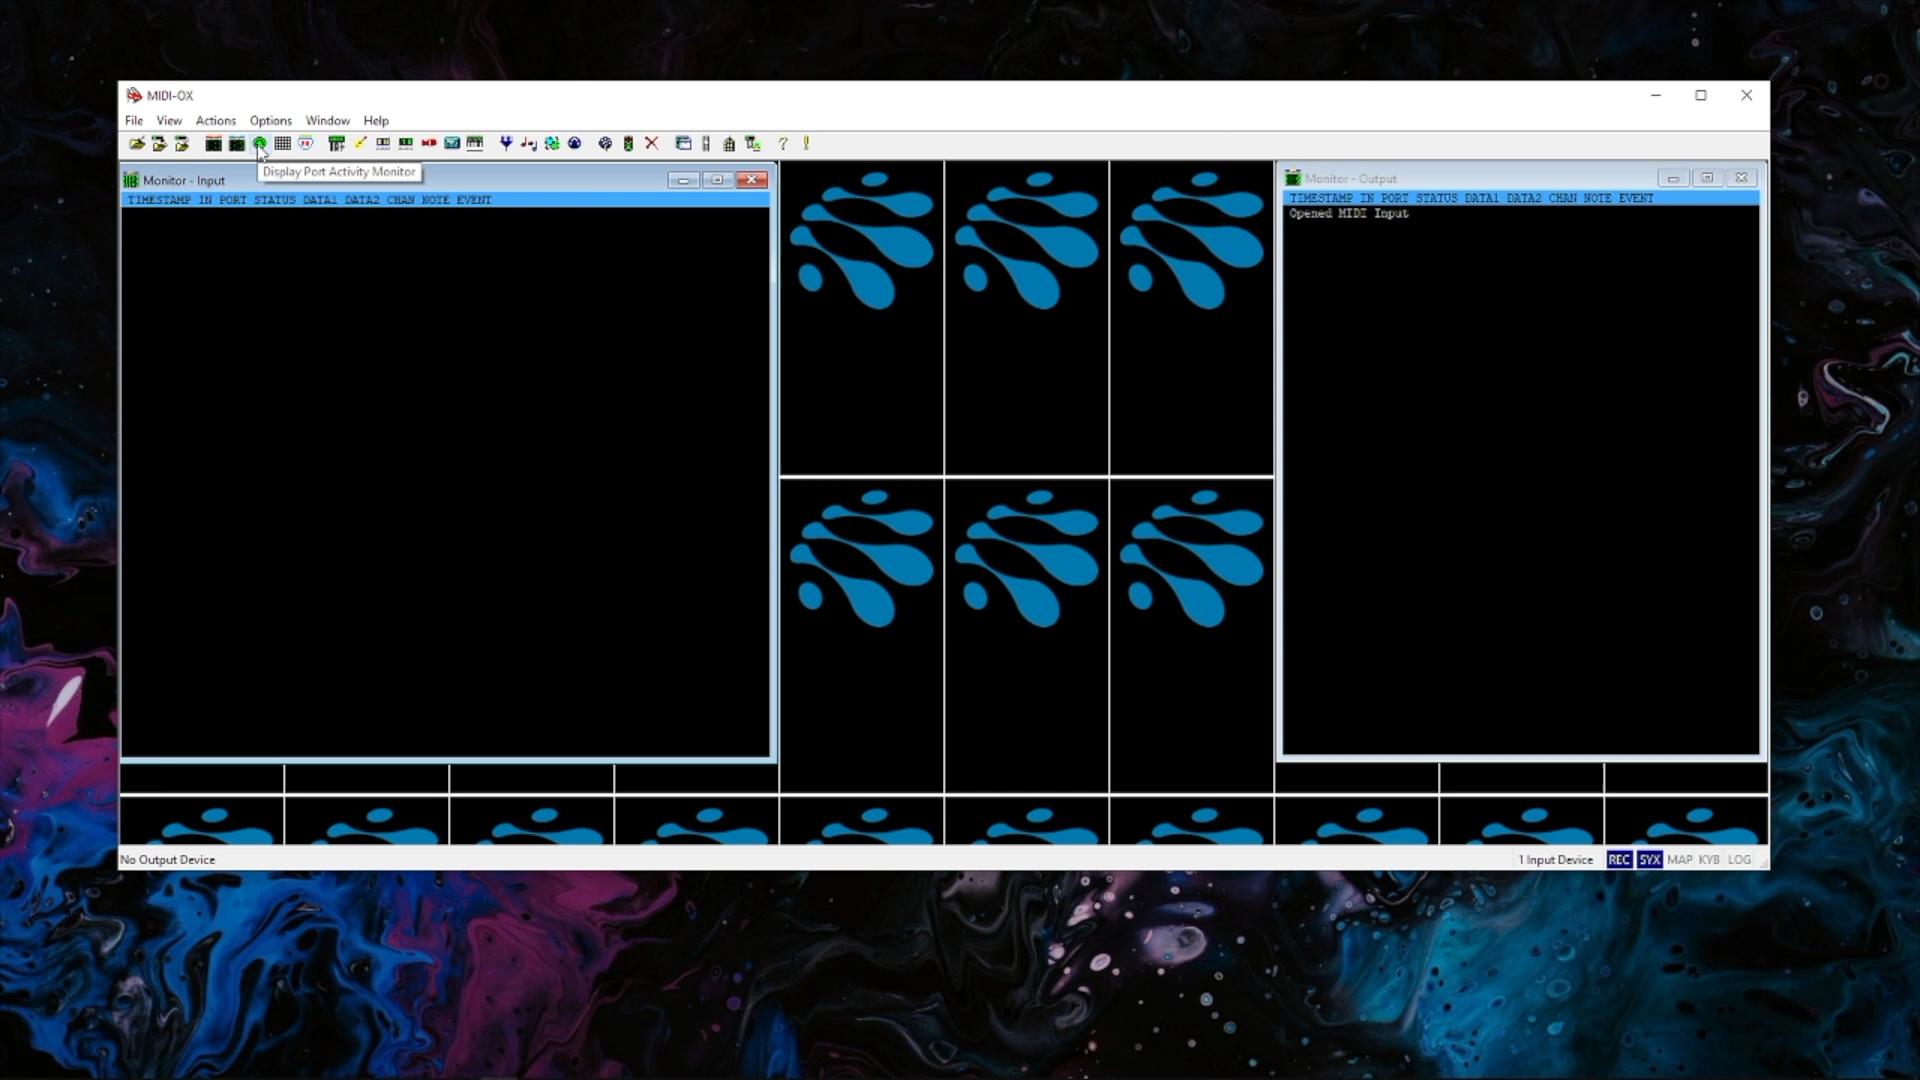 MIDI-OX
File View Actions Options Window Help
Display Port Activity Monitor
Monitor - Input
TIMESTAMP IN PORT STATUS DATA1 DATA2 CHAN NOTE EVENT
Monitor - Output
TIMESTAMP IN PORT STATUS DATA1 DATA2 CHAN NOTE EVENT
Opened MIDI Input
No Output Device
1 Input Device REC SYX MAP KYB LOG